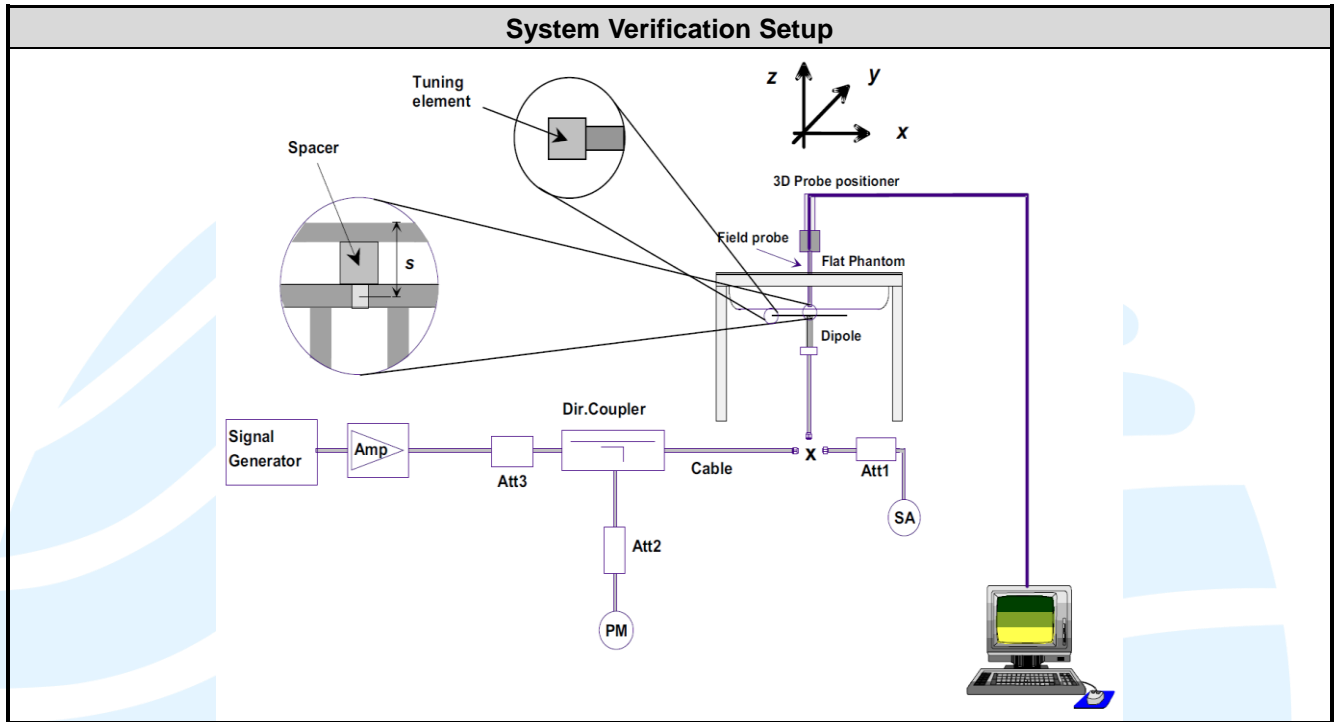 System Verification Setup
Tuning
element
Spacer
s
z
y
x
3D Probe positioner
Field probe
Flat Phantom
Dipole
Signal
Generator
Amp
Att3
Dir.Coupler
Cable
x
Att1
SA
Att2
PM